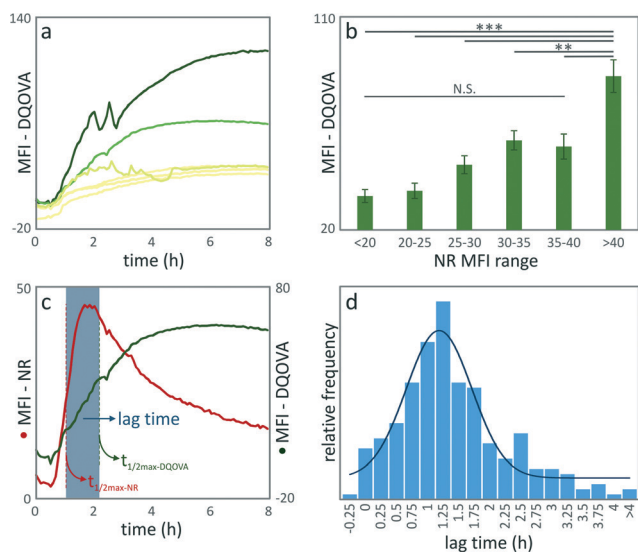 a
140
MFI - DQOVA
-20
0
2
4
6
8
time (h)
b
110
MFI - DQOVA
20
***
**
N.S.
<20
20-25
25-30
30-35
35-40
>40
NR MFI range
c
50
MFI - NR
0
80
MFI - DQOVA
-20
lag time
t1/2max-DQOVA
t1/2max-NR
0
2
4
6
8
time (h)
d
relative frequency
-0.25
0
0.25
0.5
0.75
1
1.25
1.5
1.75
2
2.25
2.5
2.75
3
3.25
3.5
3.75
4
>4
lag time (h)